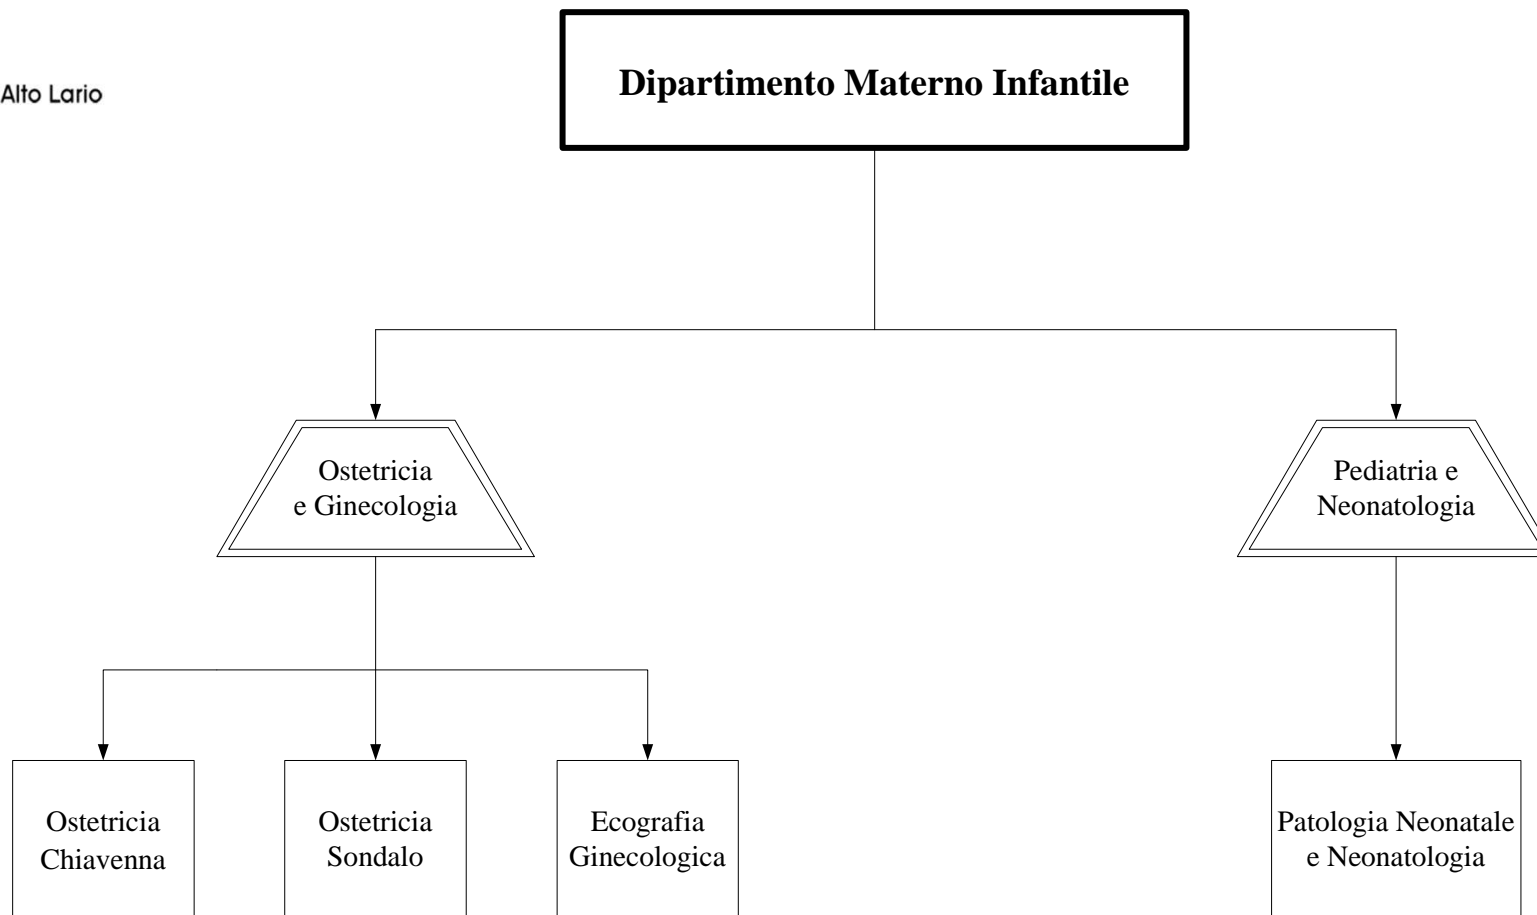 Alto Lario
Dipartimento Materno Infantile
Ostetricia
e Ginecologia
Pediatria e
Neonatologia
Ostetricia
Chiavenna
Ostetricia
Sondalo
Ecografia
Ginecologica
Patologia Neonatale
e Neonatologia